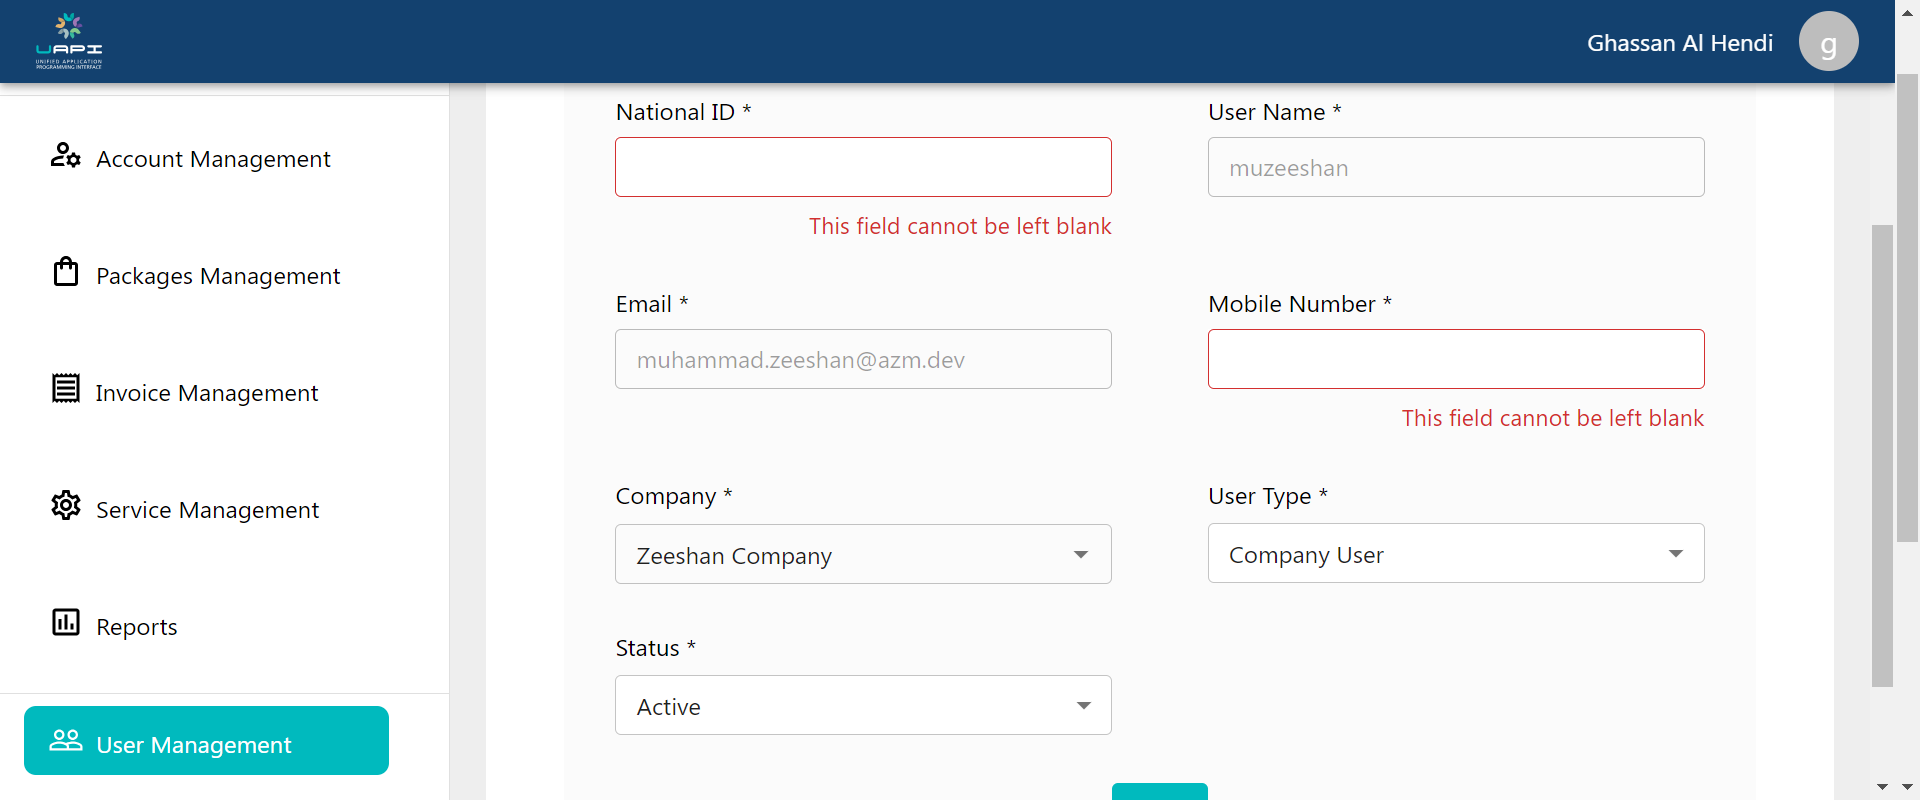 UAPI
UNIFIED APPLICATION
PROGRAMMING INTERFACE
Ghassan Al Hendi
g
Account Management
Packages Management
Invoice Management
Service Management
Reports
User Management
National ID *
This field cannot be left blank
User Name *
muzeeshan
Email *
muhammad.zeeshan@azm.dev
Mobile Number *
This field cannot be left blank
Company *
Zeeshan Company
User Type *
Company User
Status *
Active